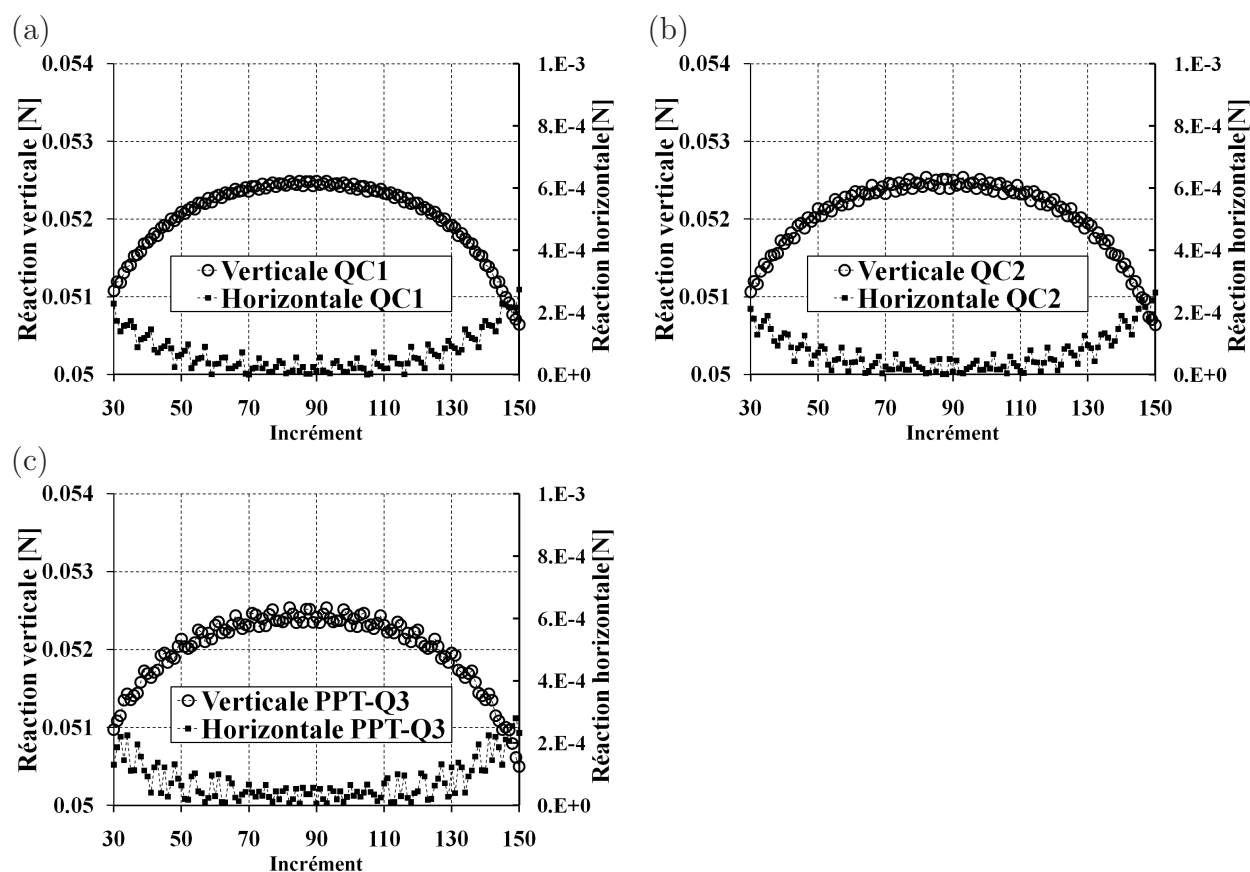 (a)
Réaction verticale [N]
0.054
0.053
0.052
0.051
0.05
1.E-3
8.E-4
6.E-4
4.E-4
2.E-4
0.E+0
Réaction horizontale[N]
Verticale QC1
Horizontale QC1
30 50 70 90 110 130 150
Incrément
(b)
Réaction verticale [N]
0.054
0.053
0.052
0.051
0.05
1.E-3
8.E-4
6.E-4
4.E-4
2.E-4
0.E+0
Réaction horizontale[N]
Verticale QC2
Horizontale QC2
30 50 70 90 110 130 150
Incrément
(c)
Réaction verticale [N]
0.054
0.053
0.052
0.051
0.05
1.E-3
8.E-4
6.E-4
4.E-4
2.E-4
0.E+0
Réaction horizontale[N]
Verticale PPT-Q3
Horizontale PPT-Q3
30 50 70 90 110 130 150
Incrément